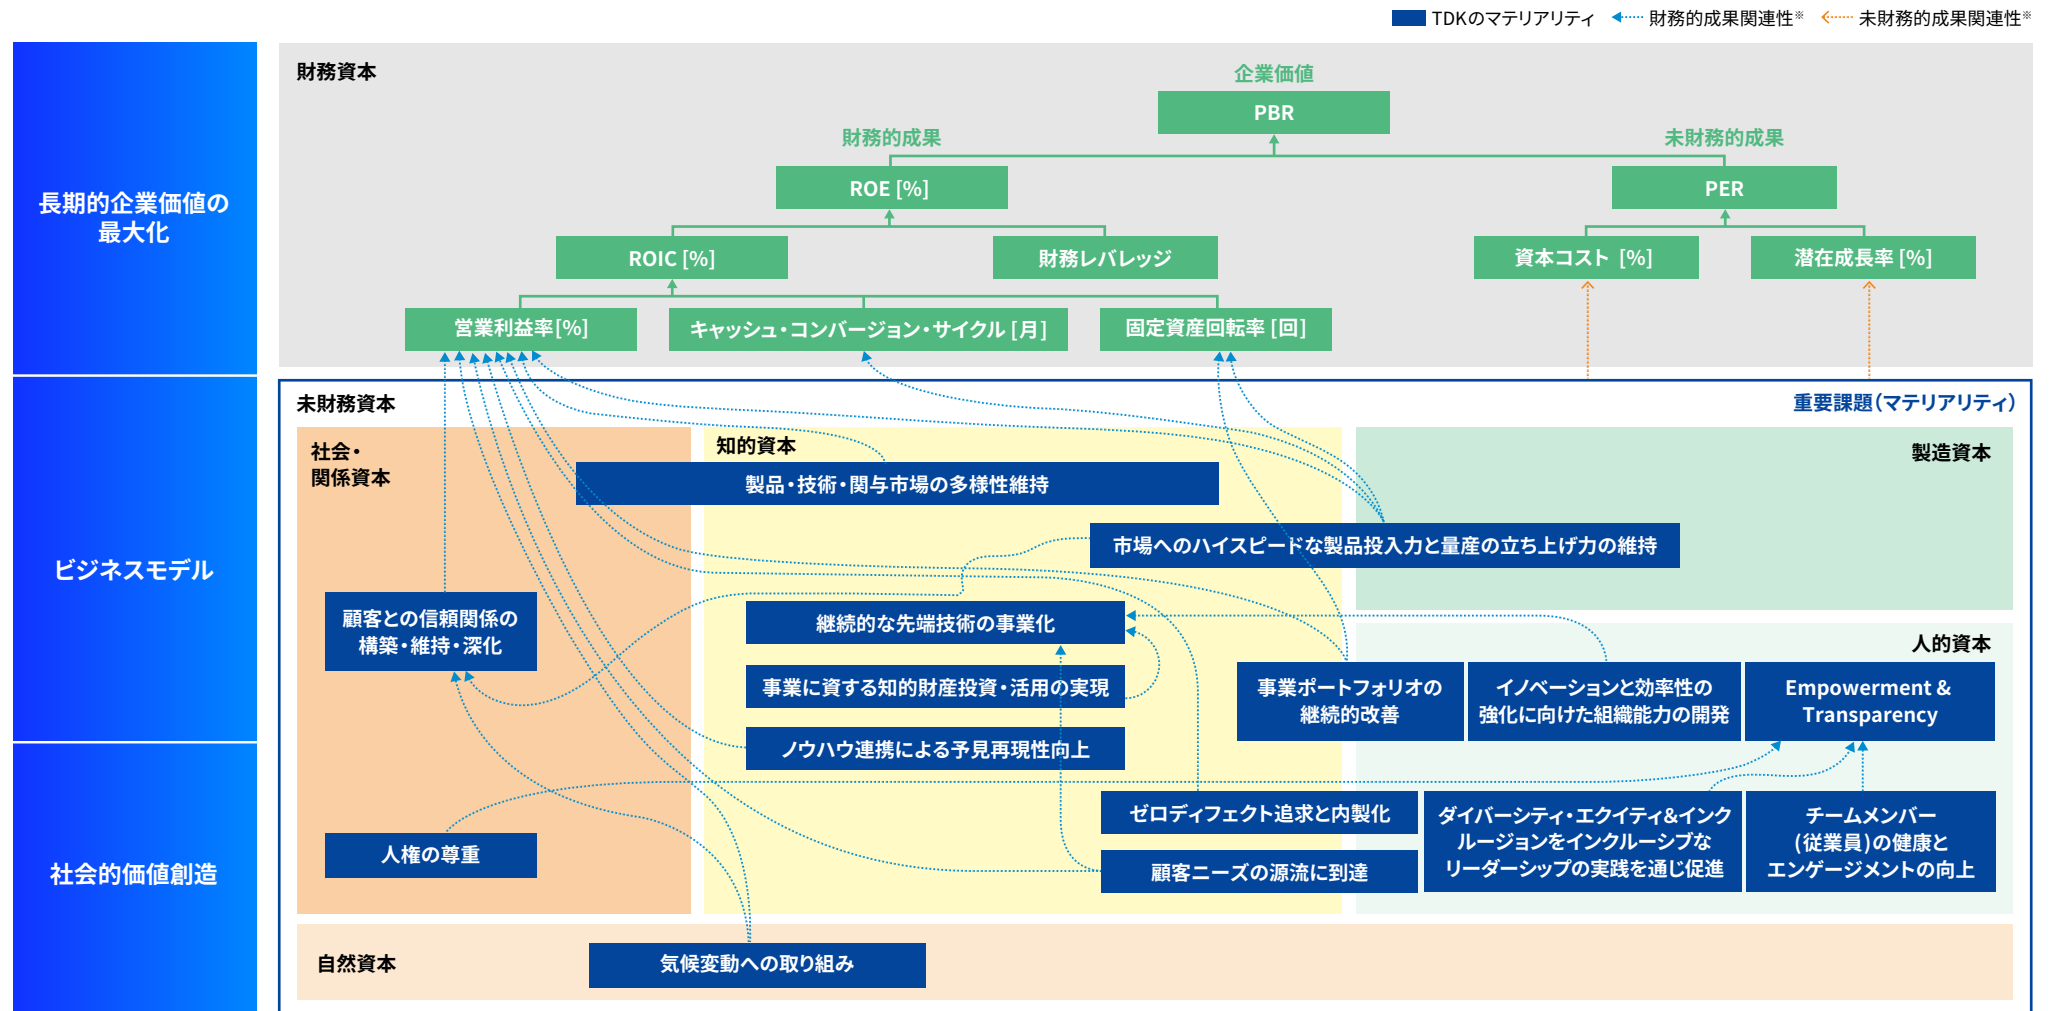 TDKのマテリアリティ
財務的成果関連性※
未財務的成果関連性※
長期的企業価値の
最大化
財務資本
企業価値
PBR
財務的成果
未財務的成果
ROE [%]
PER
ROIC [%]
財務レバレッジ
資本コスト [%]
潜在成長率 [%]
営業利益率[%]
キャッシュ・コンバージョン・サイクル [月]
固定資産回転率 [回]
ビジネスモデル
未財務資本
重要課題（マテリアリティ）
社会・
関係資本
知的資本
製造資本
製品・技術・関与市場の多様性維持
市場へのハイスピードな製品投入力と量産の立ち上げ力の維持
顧客との信頼関係の
構築・維持・深化
継続的な先端技術の事業化
人的資本
事業に資する知的財産投資・活用の実現
事業ポートフォリオの
継続的改善
イノベーションと効率性の
強化に向けた組織能力の開発
Empowerment &
Transparency
ノウハウ連携による予見再現性向上
社会的価値創造
人権の尊重
ゼロディフェクト追求と内製化
顧客ニーズの源流に到達
ダイバーシティ・エクイティ&インク
ルージョンをインクルーシブな
リーダーシップの実践を通じ促進
チームメンバー
(従業員)の健康と
エンゲージメントの向上
自然資本
気候変動への取り組み